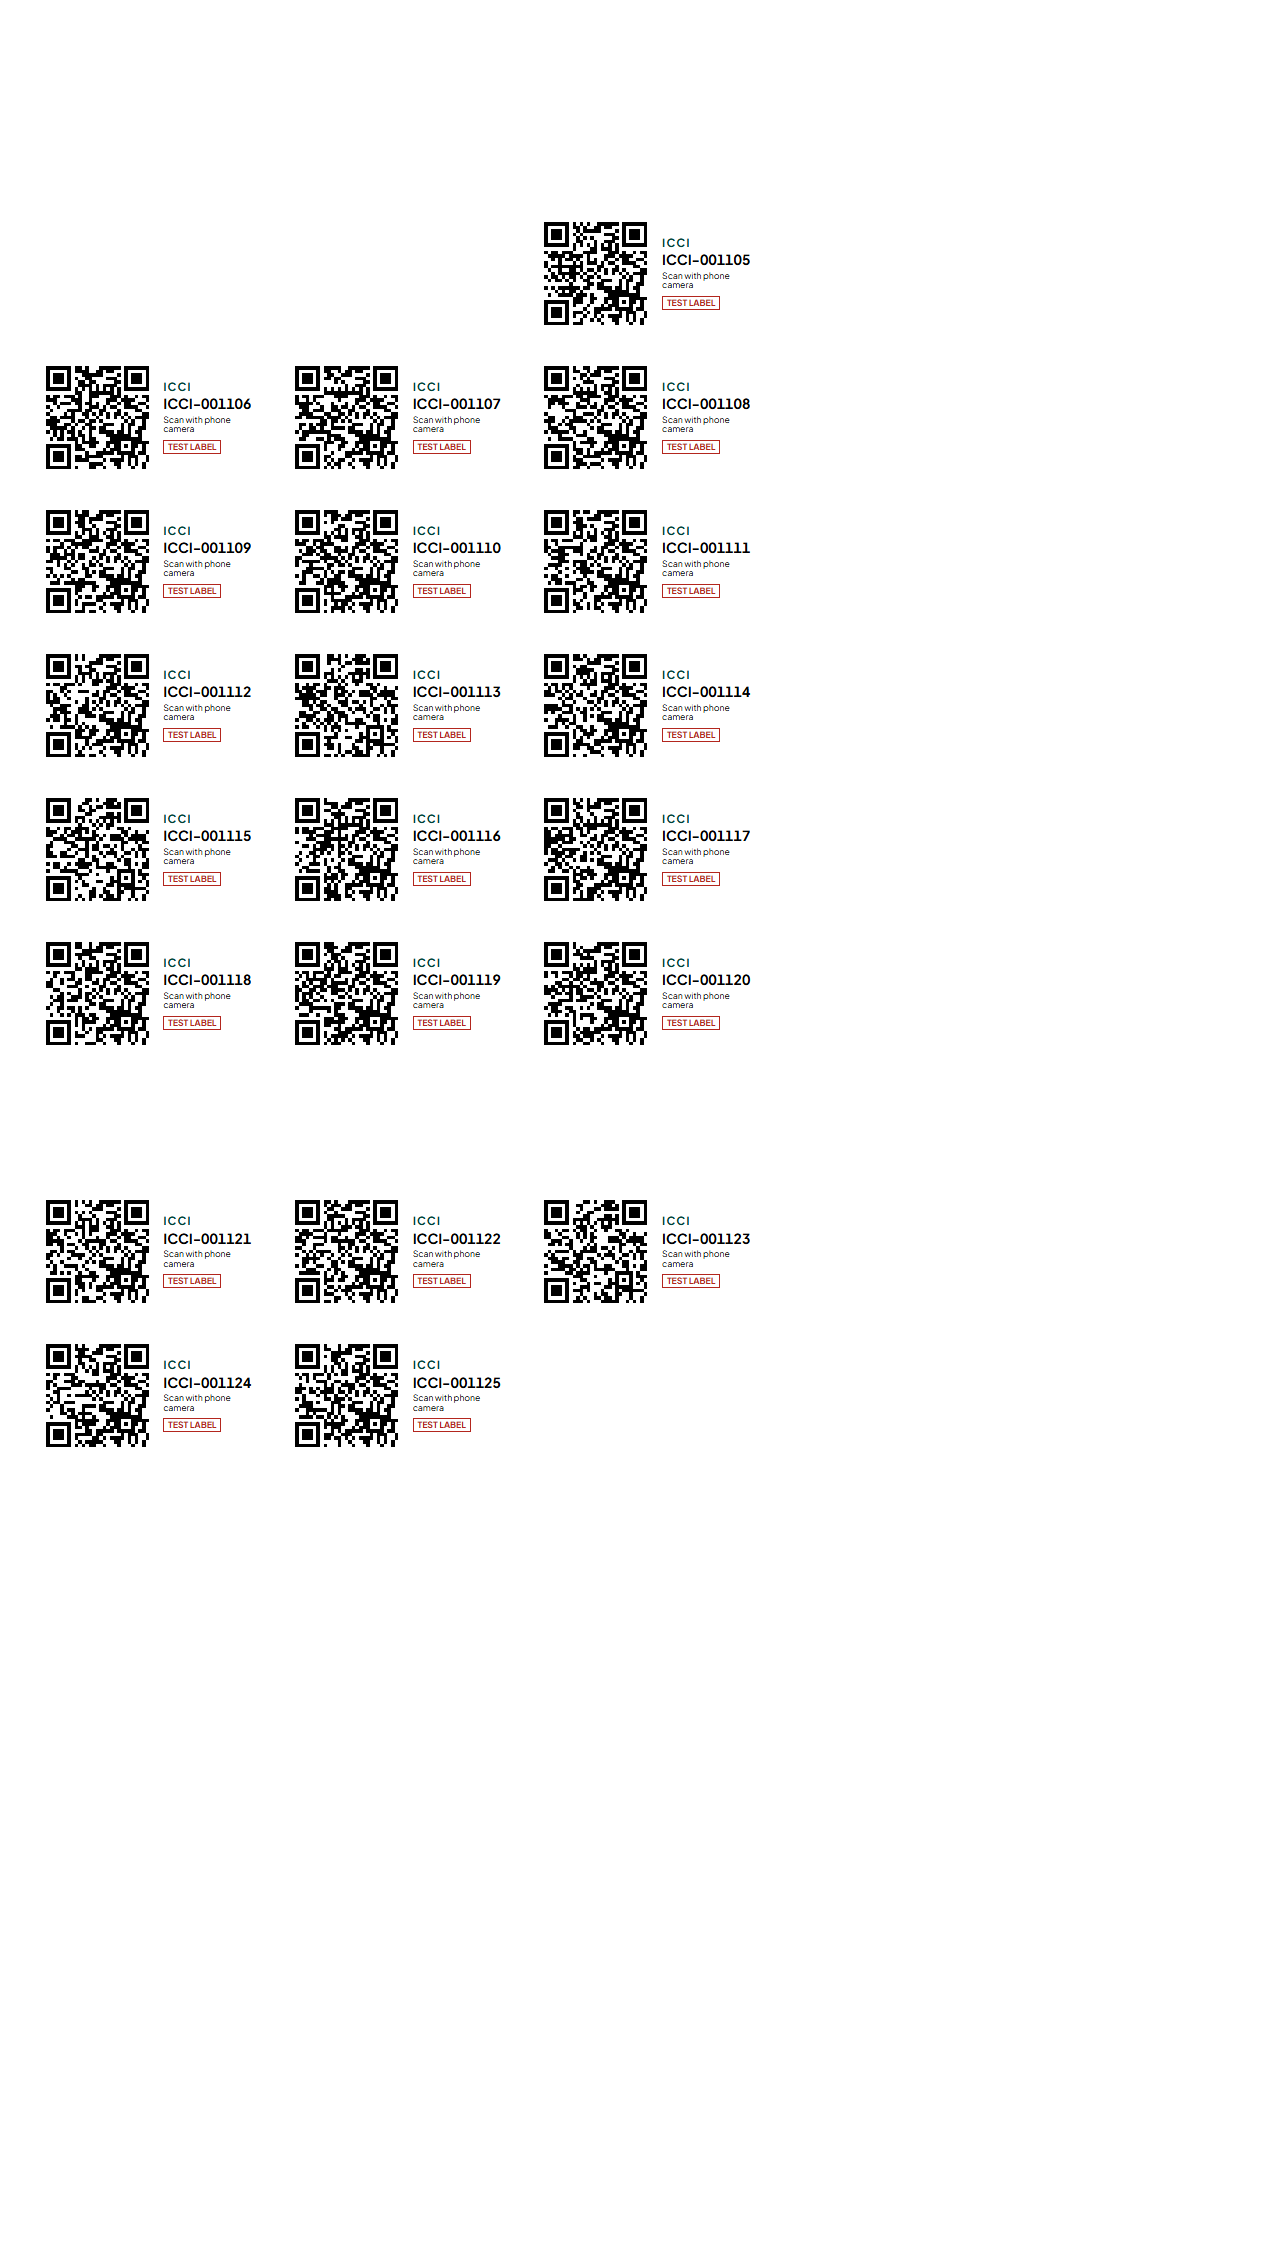 ICCI
ICCI-001105
Scan with phone
camera
TEST LABEL
ICCI
ICCI-001106
Scan with phone
camera
TEST LABEL
ICCI
ICCI-001107
Scan with phone
camera
TEST LABEL
ICCI
ICCI-001108
Scan with phone
camera
TEST LABEL
ICCI
ICCI-001109
Scan with phone
camera
TEST LABEL
ICCI
ICCI-001110
Scan with phone
camera
TEST LABEL
ICCI
ICCI-001111
Scan with phone
camera
TEST LABEL
ICCI
ICCI-001112
Scan with phone
camera
TEST LABEL
ICCI
ICCI-001113
Scan with phone
camera
TEST LABEL
ICCI
ICCI-001114
Scan with phone
camera
TEST LABEL
ICCI
ICCI-001115
Scan with phone
camera
TEST LABEL
ICCI
ICCI-001116
Scan with phone
camera
TEST LABEL
ICCI
ICCI-001117
Scan with phone
camera
TEST LABEL
ICCI
ICCI-001118
Scan with phone
camera
TEST LABEL
ICCI
ICCI-001119
Scan with phone
camera
TEST LABEL
ICCI
ICCI-001120
Scan with phone
camera
TEST LABEL
ICCI
ICCI-001121
Scan with phone
camera
TEST LABEL
ICCI
ICCI-001122
Scan with phone
camera
TEST LABEL
ICCI
ICCI-001123
Scan with phone
camera
TEST LABEL
ICCI
ICCI-001124
Scan with phone
camera
TEST LABEL
ICCI
ICCI-001125
Scan with phone
camera
TEST LABEL